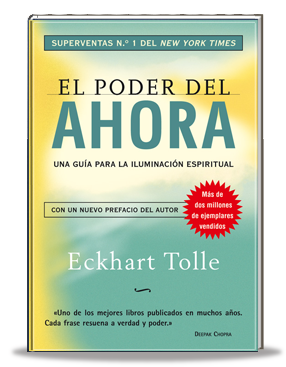 SUPERVENTAS N.º 1 DEL NEW YORK TIMES
EL PODER DEL
AHORA
UNA GUÍA PARA LA ILUMINACIÓN ESPIRITUAL
Más de
dos millones
de ejemplares
vendidos
CON UN NUEVO PREFACIO DEL AUTOR
Eckhart Tolle
«Uno de los mejores libros publicados en muchos años.
Cada frase resuena a verdad y poder.»
DEEPAK CHOPRA